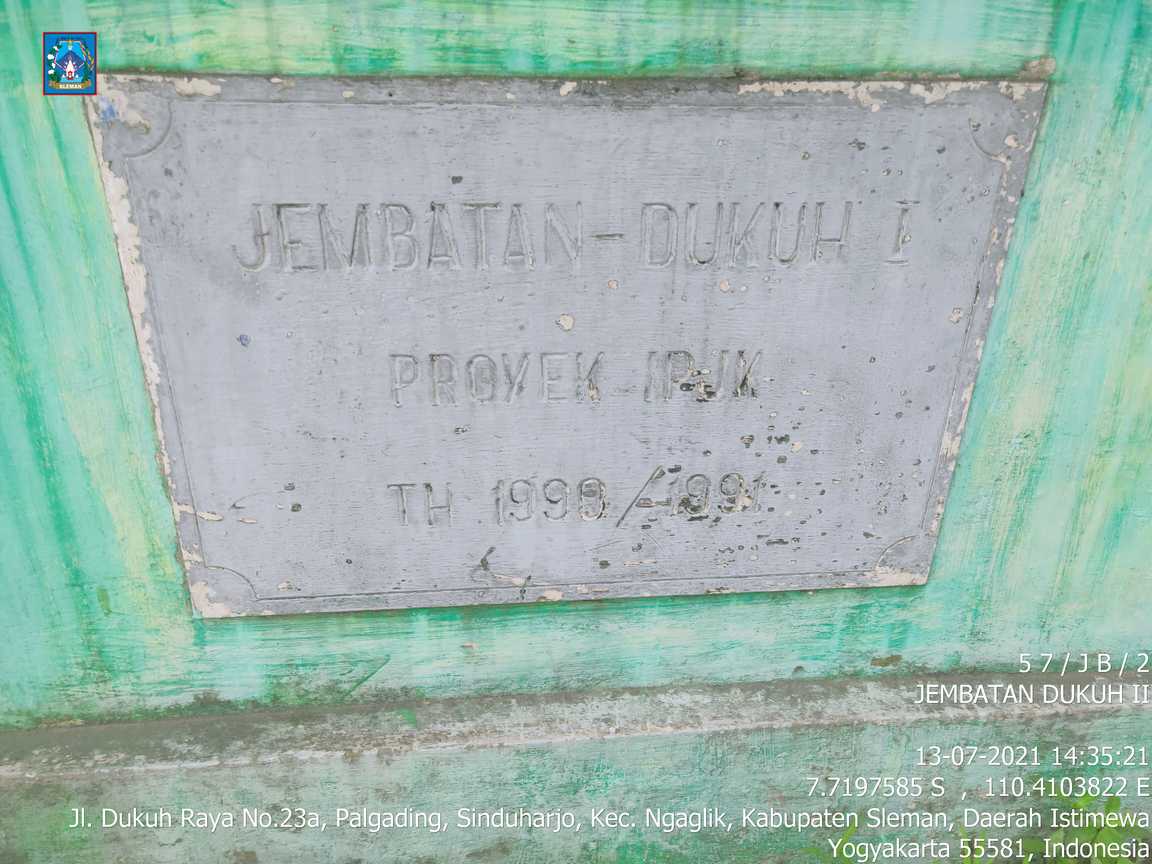 SLEMAN
JEMBATAN-DUKUH I
PROYEK IPJK
TH 1990/1991
5 7 / J B / 2
JEMBATAN DUKUH II
13-07-2021 14:35:21
7.7197585 S , 110.4103822 E
Jl. Dukuh Raya No.23a, Palgading, Sinduharjo, Kec. Ngaglik, Kabupaten Sleman, Daerah Istimewa
Yogyakarta 55581, Indonesia